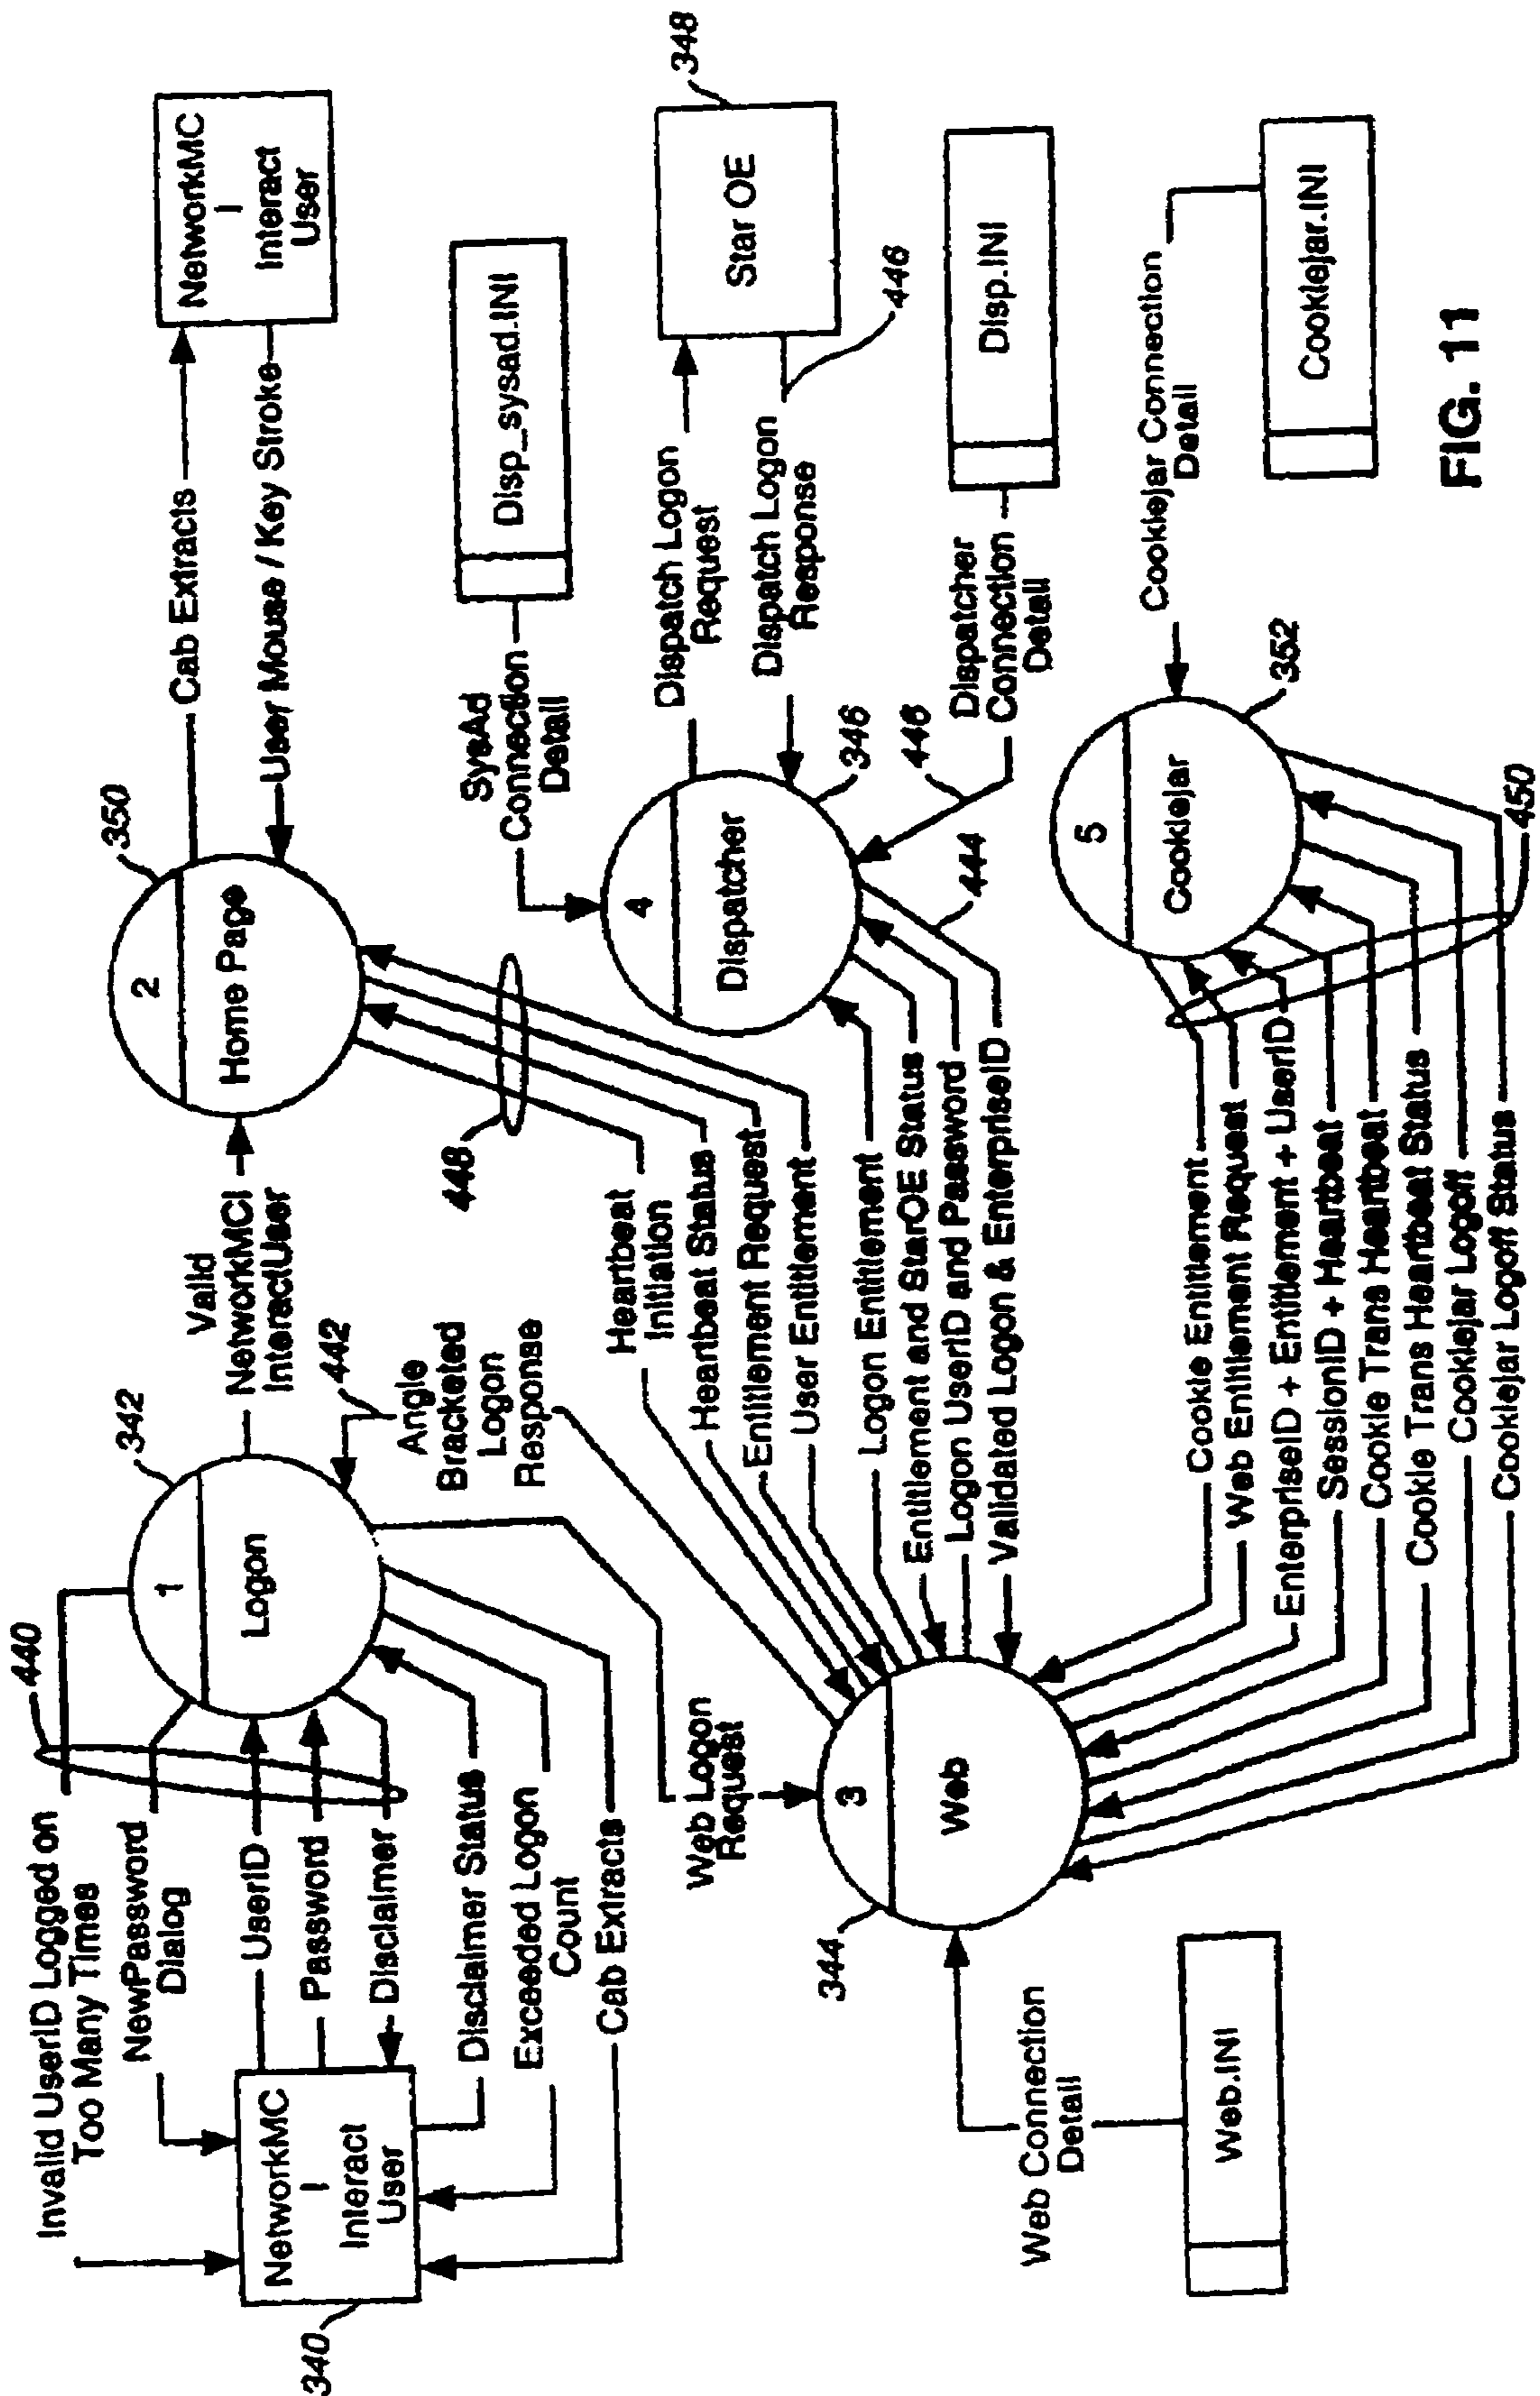 440
Invalid UserID Logged on
Too Many Times
NewPassword
Dialog
UserID
Password
Disclaimer
Disclaimer Status
Exceeded Logon
Count
Cab Extracts
NetworkMC
I
Interact
User
340
1
Logon
342
Valid
NetworkMCI
InteractUser
442
Angle
Bracketed
Logon
Response
Web Logon
Request
2
Home Page
350
Cab Extracts
User Mouse / Key Stroke
NetworkMC
I
Interact
User
448
Heartbeat
Initiation
Heartbeat Status
Entitlement Request
User Entitlement
SysAd
Connection
Detail
Disp_sysad.INI
4
Dispatcher
346
Dispatch Logon
Request
Dispatch Logon
Response
Star OE
348
446
446
444
Dispatcher
Connection
Detail
Disp.INI
Logon Entitlement
Entitlement and StarOE Status
Logon UserID and Password
Validated Logon & EnterpriseID
3
Web
344
Web Connection
Detail
Web.INI
5
Cookiejar
352
Cookiejar Connection
Detail
Cookiejar.INI
450
Cookie Entitlement
Web Entitlement Request
EnterpriseID + Entitlement + UserID
SessionID + Heartbeat
Cookie Trans Heartbeat
Cookie Trans Heartbeat Status
Cookiejar Logoff
Cookiejar Logoff Status
FIG. 11